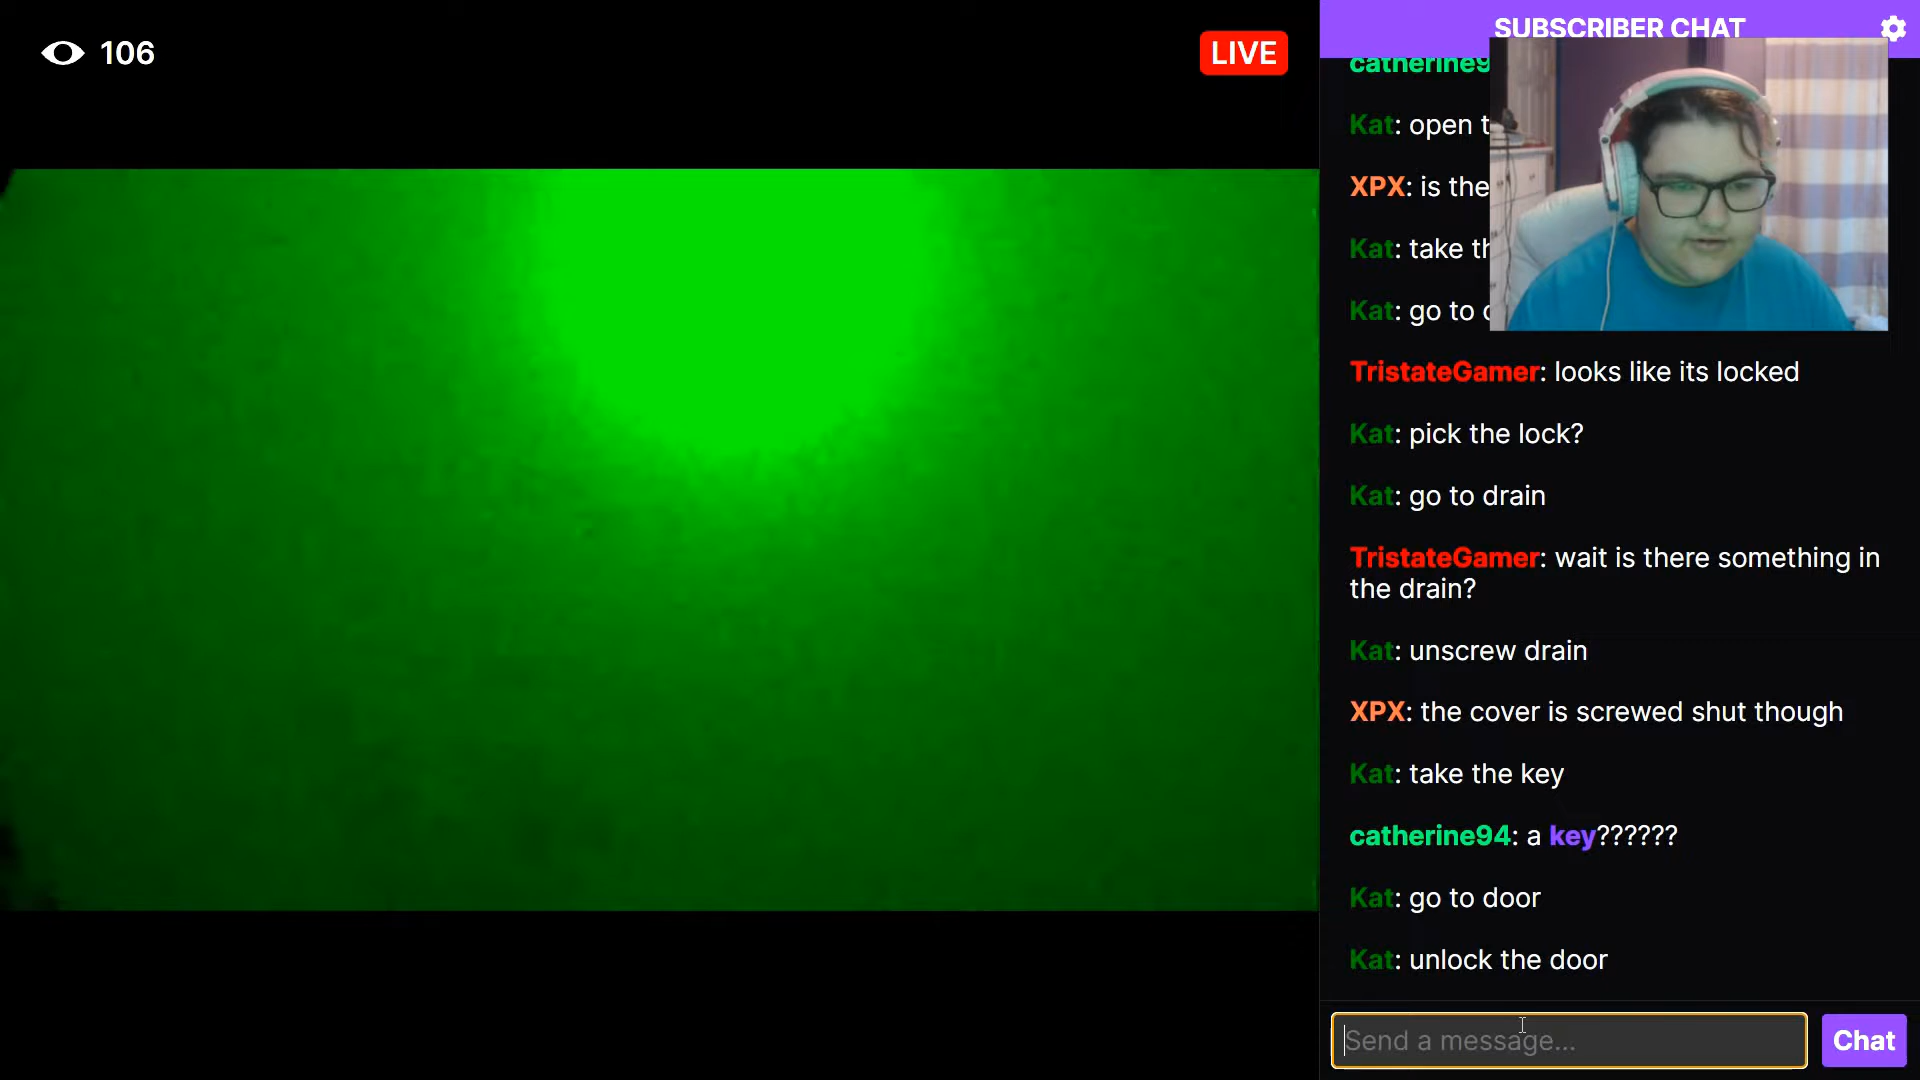 106
LIVE
SUBSCRIBER CHAT
catherine9
Kat: open t
XPX: is the
Kat: take th
Kat: go to
TristateGamer: looks like its locked
Kat: pick the lock?
Kat: go to drain
TristateGamer: wait is there something in
the drain?
Kat: unscrew drain
XPX: the cover is screwed shut though
Kat: take the key
catherine94: a key??????
Kat: go to door
Kat: unlock the door
Send a message...
Chat